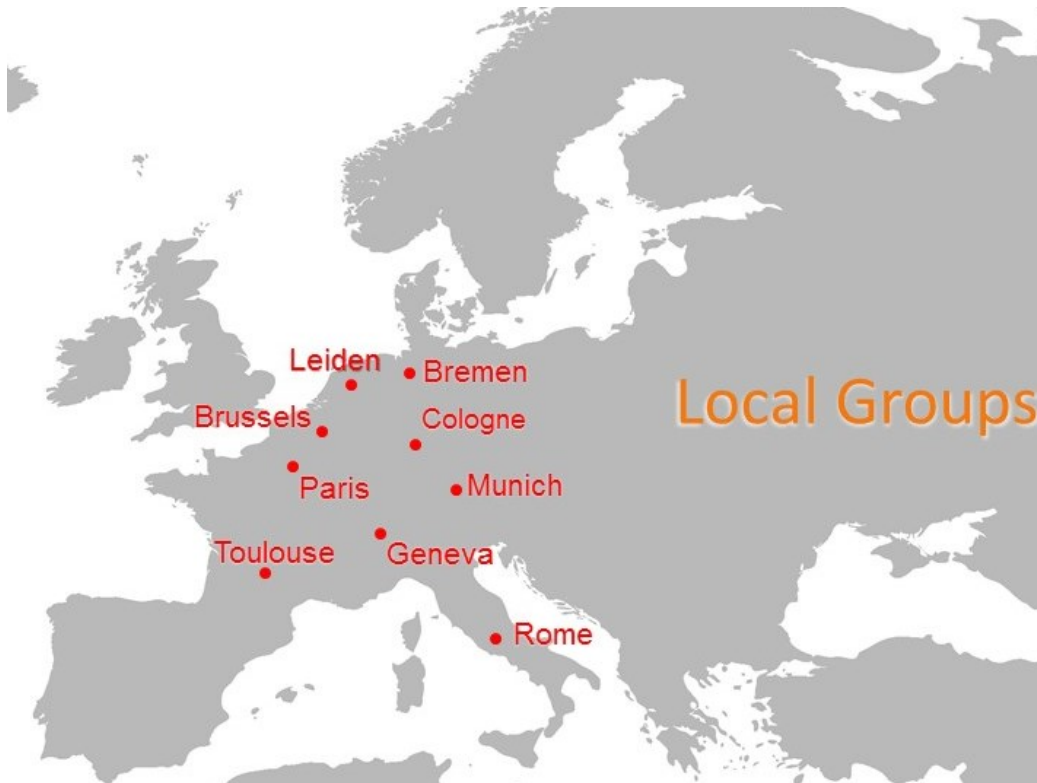 Leiden
Bremen
Local Groups
Brussels
Cologne
Paris
Munich
Toulouse
Geneva
Rome